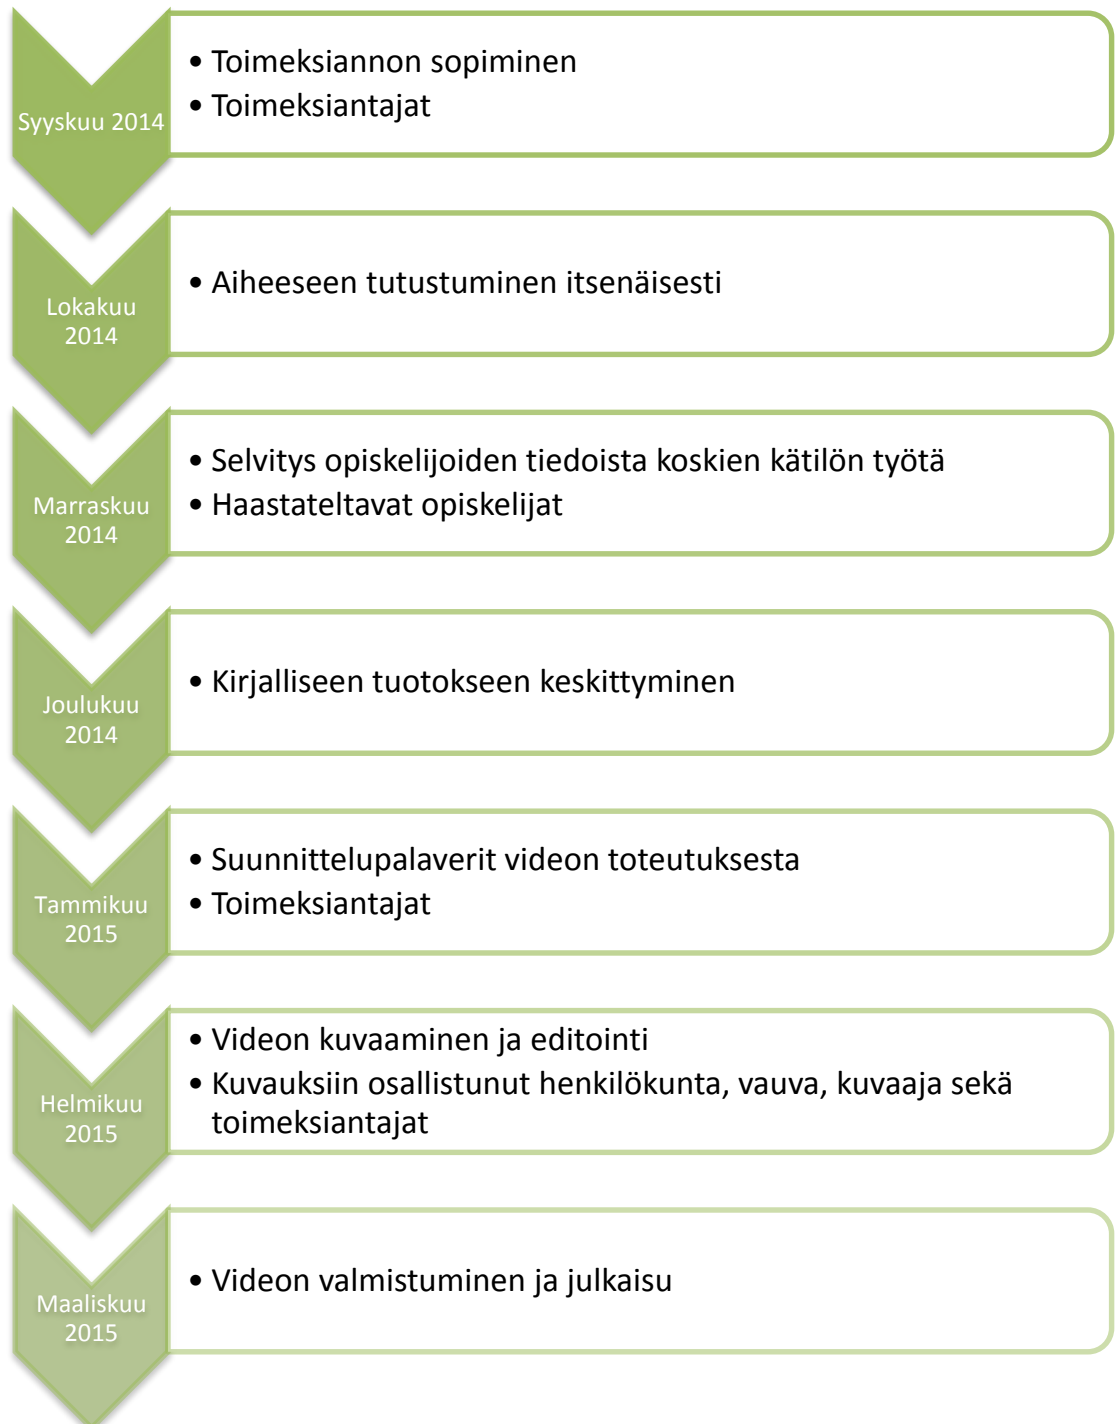 Syyskuu 2014
• Toimeksiannon sopiminen
• Toimeksiantajat
Lokakuu
2014
• Aiheeseen tutustuminen itsenäisesti
Marraskuu
2014
• Selvitys opiskelijoiden tiedoista koskien kätilön työtä
• Haastateltavat opiskelijat
Joulukuu
2014
• Kirjalliseen tuotokseen keskittyminen
Tammikuu
2015
• Suunnittelupalaverit videon toteutuksesta
• Toimeksiantajat
Helmikuu
2015
• Videon kuvaaminen ja editointi
• Kuvauksiin osallistunut henkilökunta, vauva, kuvaaja sekä
toimeksiantajat
Maaliskuu
2015
• Videon valmistuminen ja julkaisu